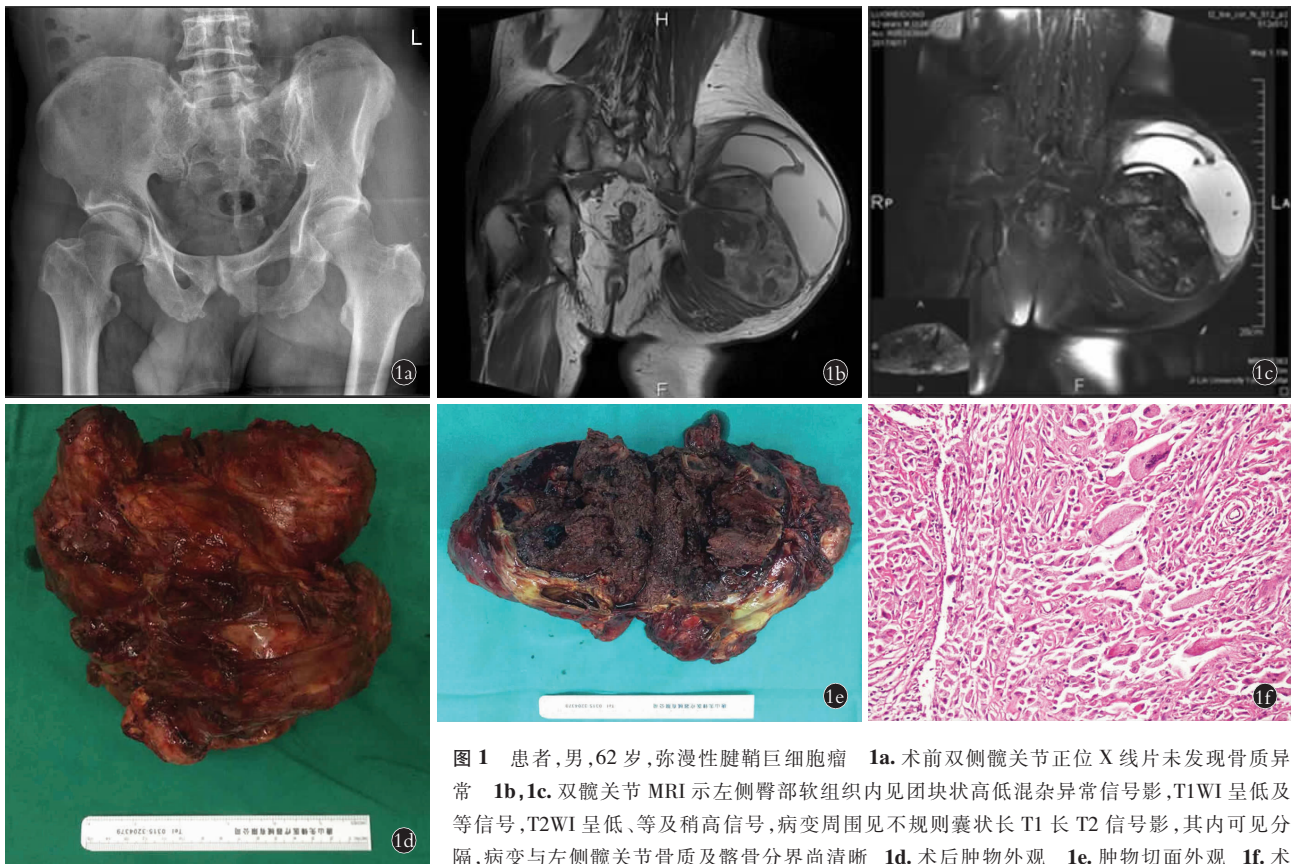 L
1a
H
F
1b
H
RP
LA
F
1c
A
P
1d
1e
1f
图 1 患者,男,62 岁,弥漫性腱鞘巨细胞瘤 1a. 术前双侧髋关节正位 X 线片未发现骨质异
常 1b,1c. 双髋关节 MRI 示左侧臀部软组织内见团块状高低混杂异常信号影,T1WI 呈低及
等信号,T2WI 呈低、等及稍高信号,病变周围见不规则囊状长 T1 长 T2 信号影,其内可见分
隔,病变与左侧髋关节骨质及髂骨分界尚清晰 1d. 术后肿物外观 1e. 肿物切面外观 1f. 术